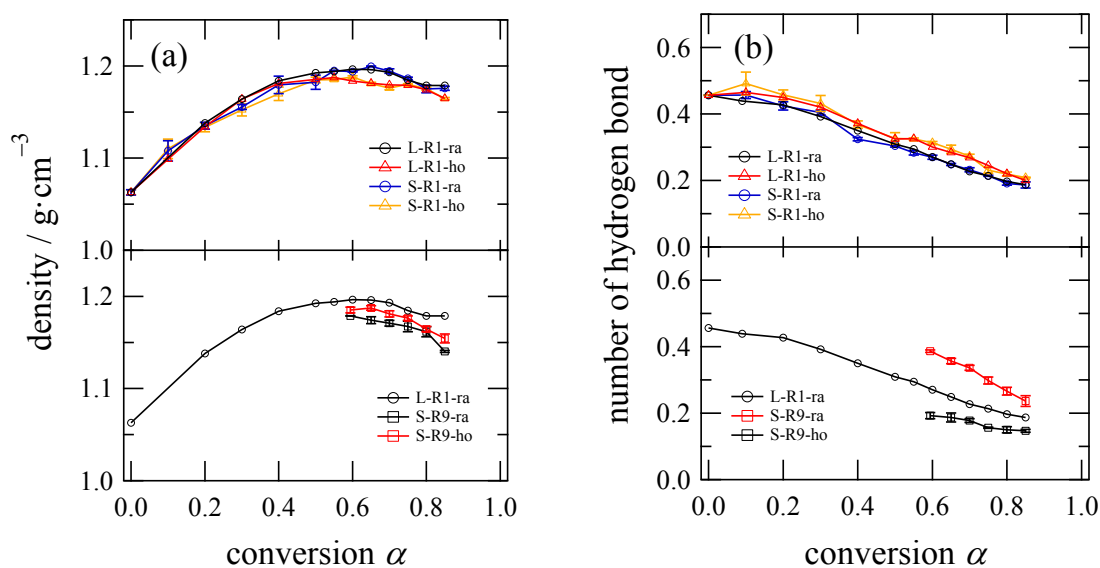 (a)
1.2
1.1
1.0
L-R1-ra
L-R1-ho
S-R1-ra
S-R1-ho
1.2
1.1
1.0
L-R1-ra
S-R9-ra
S-R9-ho
0.0 0.2 0.4 0.6 0.8 1.0
density / g·cm⁻³
conversion α
(b)
0.6
0.4
0.2
0.0
L-R1-ra
L-R1-ho
S-R1-ra
S-R1-ho
0.6
0.4
0.2
0.0
L-R1-ra
S-R9-ra
S-R9-ho
0.0 0.2 0.4 0.6 0.8 1.0
number of hydrogen bond
conversion α